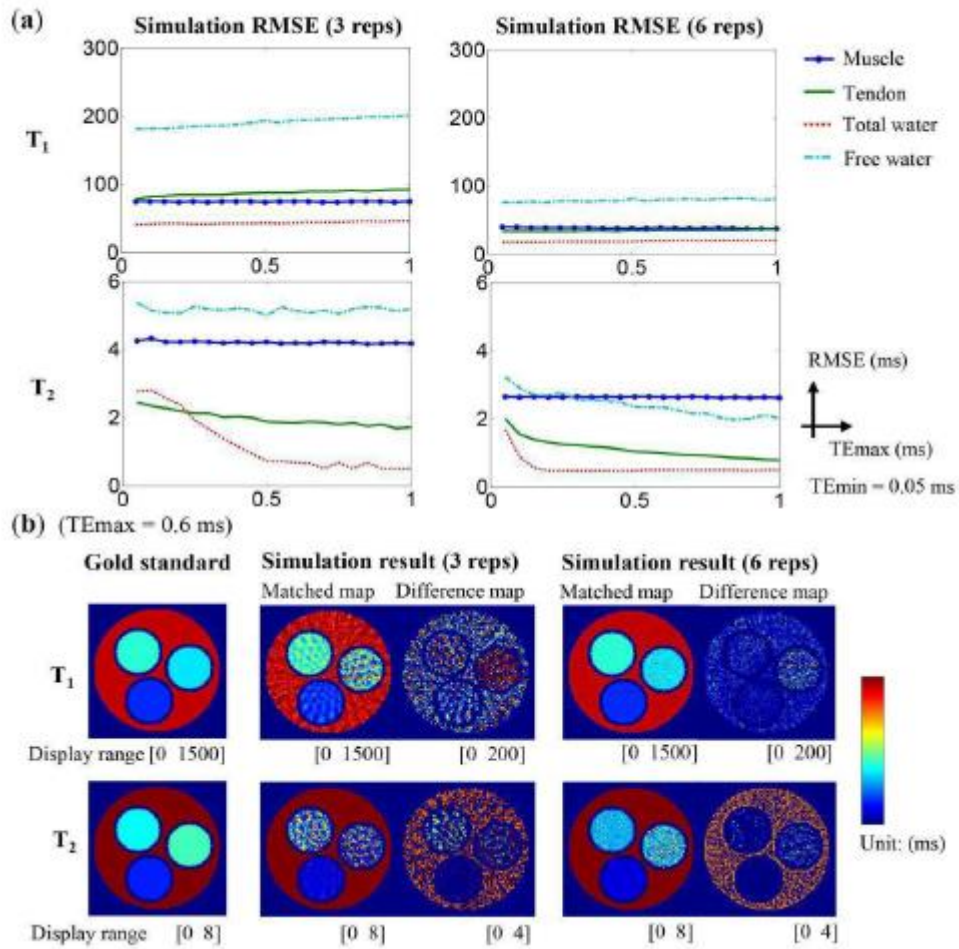 (a) Simulation RMSE (3 reps) Simulation RMSE (6 reps)
300 300
Muscle
Tendon
Total water
Free water
200 200
T1
100 100
0 0
0 0.5 1 0 0.5 1
6 6
4 4
T2
2 2
0 0
0 0.5 1 0 0.5 1
RMSE (ms)
TEmax (ms)
TEmin = 0.05 ms
(b) (TEmax = 0.6 ms)
Gold standard Simulation result (3 reps) Simulation result (6 reps)
Matched map Difference map Matched map Difference map
T1
Display range [0 1500] [0 1500] [0 200] [0 1500] [0 200]
T2
Unit: (ms)
Display range [0 8] [0 8] [0 4] [0 8] [0 4]